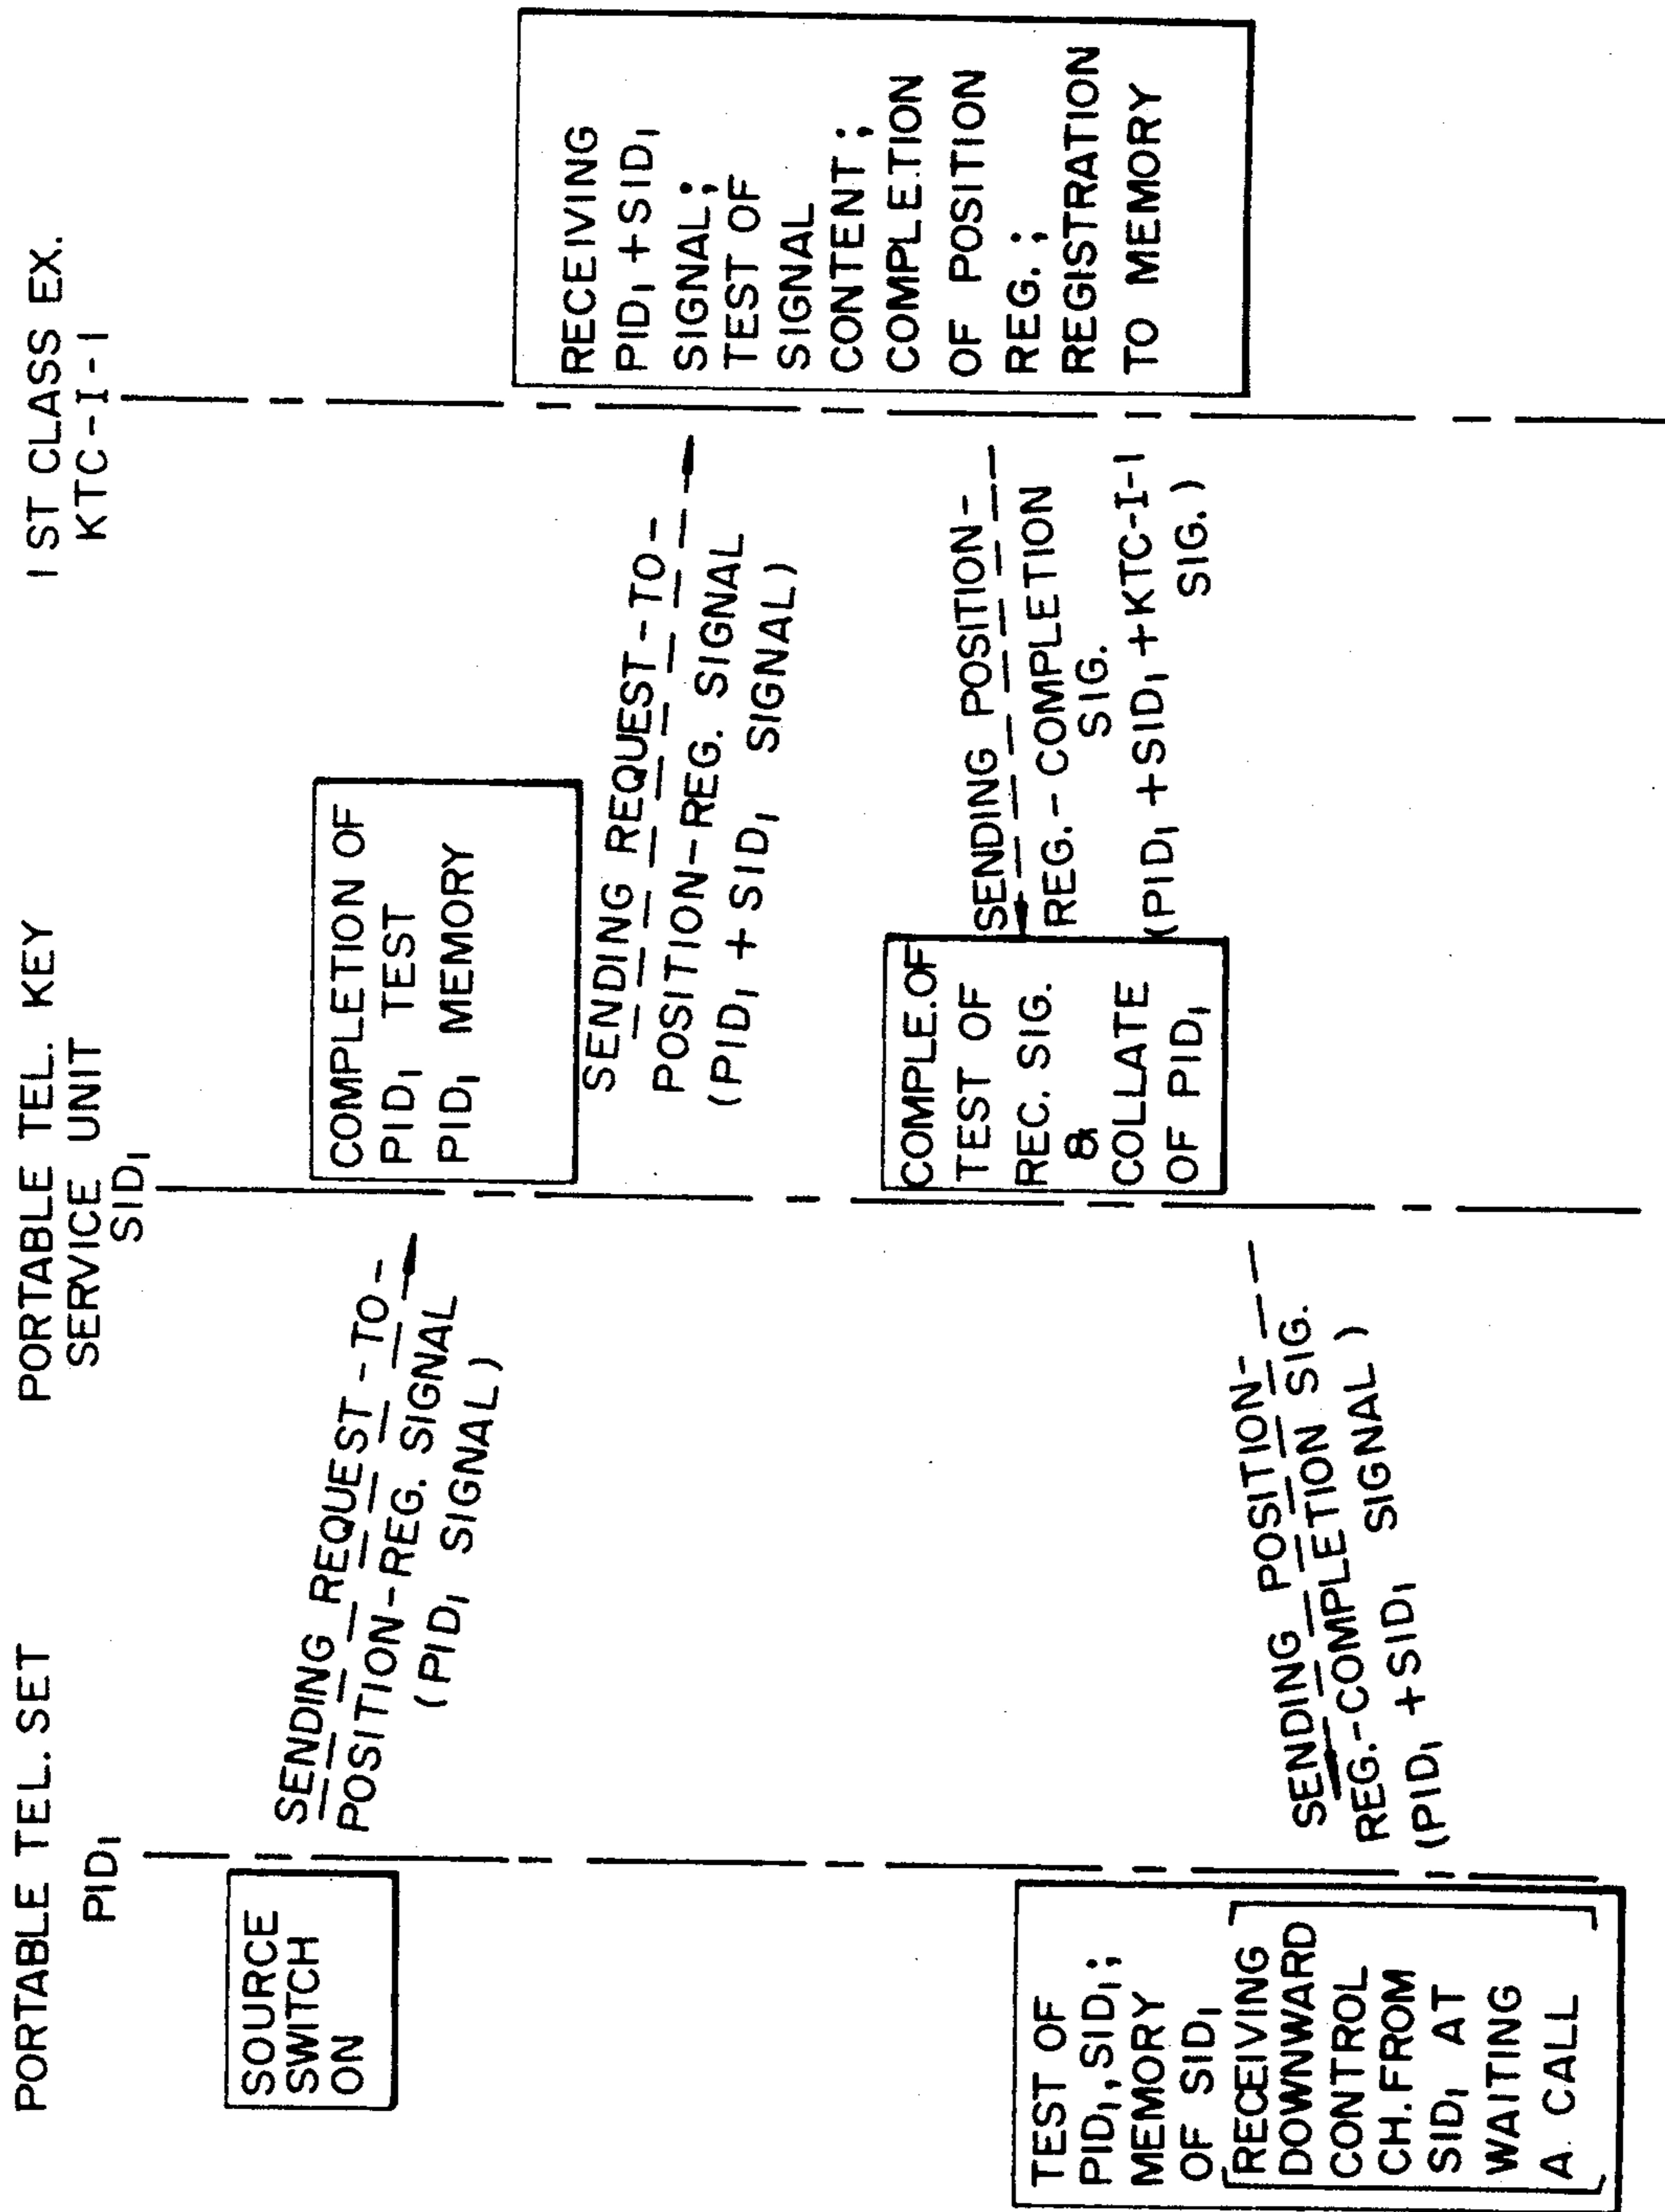 PORTABLE TEL. SET
PID₁
PORTABLE TEL. KEY
SERVICE UNIT
SID₁
1ST CLASS EX.
KTC-I-1
SOURCE
SWITCH
ON
SENDING REQUEST-TO-
POSITION-REG. SIGNAL
(PID₁ SIGNAL)
COMPLETION OF
PID₁ TEST
PID₁ MEMORY
SENDING REQUEST-TO-
POSITION-REG. SIGNAL
(PID₁ + SID₁ SIGNAL)
RECEIVING
PID₁+SID₁
SIGNAL;
TEST OF
SIGNAL
CONTENT;
COMPLETION
OF POSITION
REG.;
REGISTRATION
TO MEMORY
SENDING POSITION-
REG.-COMPLETION
SIG.
(PID₁ +SID₁+KTC-I-1
SIG.)
COMPLE.OF
TEST OF
REC. SIG.
&
COLLATE
OF PID₁
SENDING POSITION-
REG.-COMPLETION SIG.
(PID₁ +SID₁ SIGNAL)
TEST OF
PID₁,SID₁;
MEMORY
OF SID₁
[RECEIVING
DOWNWARD
CONTROL
CH.FROM
SID₁ AT
WAITING
A CALL]